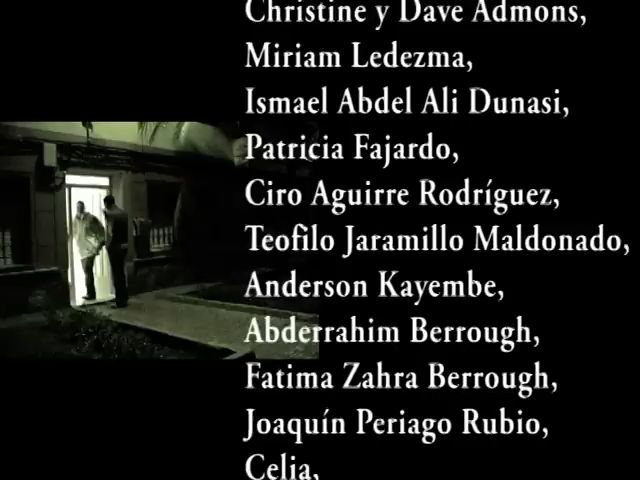 Christine y Dave Admons,
Miriam Ledezma,
Ismael Abdel Ali Dunasi,
Patricia Fajardo,
Ciro Aguirre Rodríguez,
Teofilo Jaramillo Maldonado,
Anderson Kayembe,
Abderrahim Berrough,
Fatima Zahra Berrough,
Joaquín Periago Rubio,
Celia,